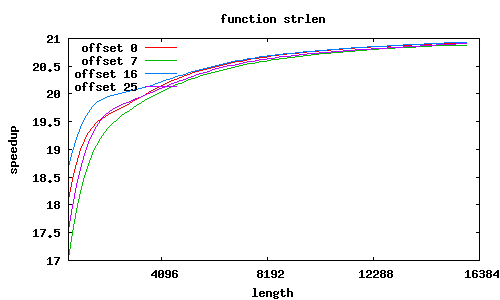 function strlen
21
20.5
20
19.5
19
18.5
18
17.5
17
offset 0
offset 7
offset 16
offset 25
speedup
4096 8192 12288 16384
length